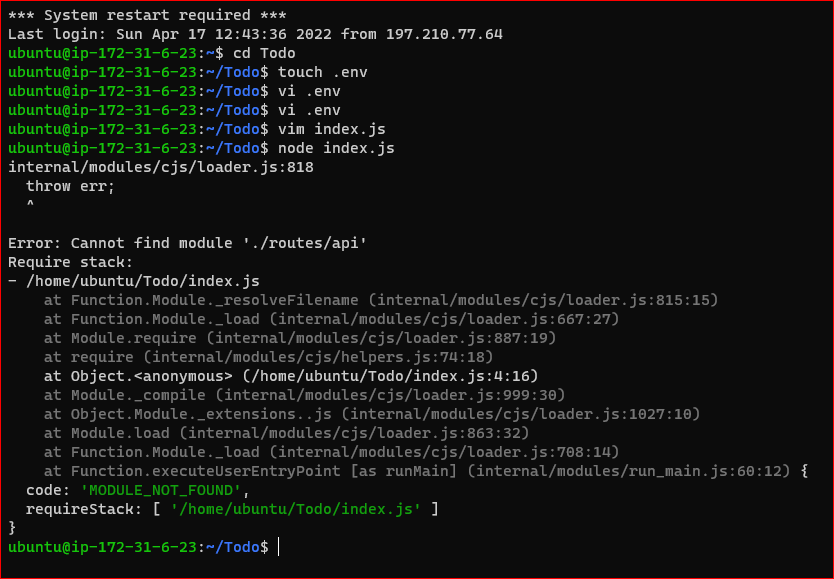 *** System restart required ***
Last login: Sun Apr 17 12:43:36 2022 from 197.210.77.64
ubuntu@ip-172-31-6-23:~$ cd Todo
ubuntu@ip-172-31-6-23:~/Todo$ touch .env
ubuntu@ip-172-31-6-23:~/Todo$ vi .env
ubuntu@ip-172-31-6-23:~/Todo$ vi .env
ubuntu@ip-172-31-6-23:~/Todo$ vim index.js
ubuntu@ip-172-31-6-23:~/Todo$ node index.js
internal/modules/cjs/loader.js:818
  throw err;
  ^

Error: Cannot find module './routes/api'
Require stack:
- /home/ubuntu/Todo/index.js
    at Function.Module._resolveFilename (internal/modules/cjs/loader.js:815:15)
    at Function.Module._load (internal/modules/cjs/loader.js:667:27)
    at Module.require (internal/modules/cjs/loader.js:887:19)
    at require (internal/modules/cjs/helpers.js:74:18)
    at Object.<anonymous> (/home/ubuntu/Todo/index.js:4:16)
    at Module._compile (internal/modules/cjs/loader.js:999:30)
    at Object.Module._extensions..js (internal/modules/cjs/loader.js:1027:10)
    at Module.load (internal/modules/cjs/loader.js:863:32)
    at Function.Module._load (internal/modules/cjs/loader.js:708:14)
    at Function.executeUserEntryPoint [as runMain] (internal/modules/run_main.js:60:12) {
  code: 'MODULE_NOT_FOUND',
  requireStack: [ '/home/ubuntu/Todo/index.js' ]
}
ubuntu@ip-172-31-6-23:~/Todo$